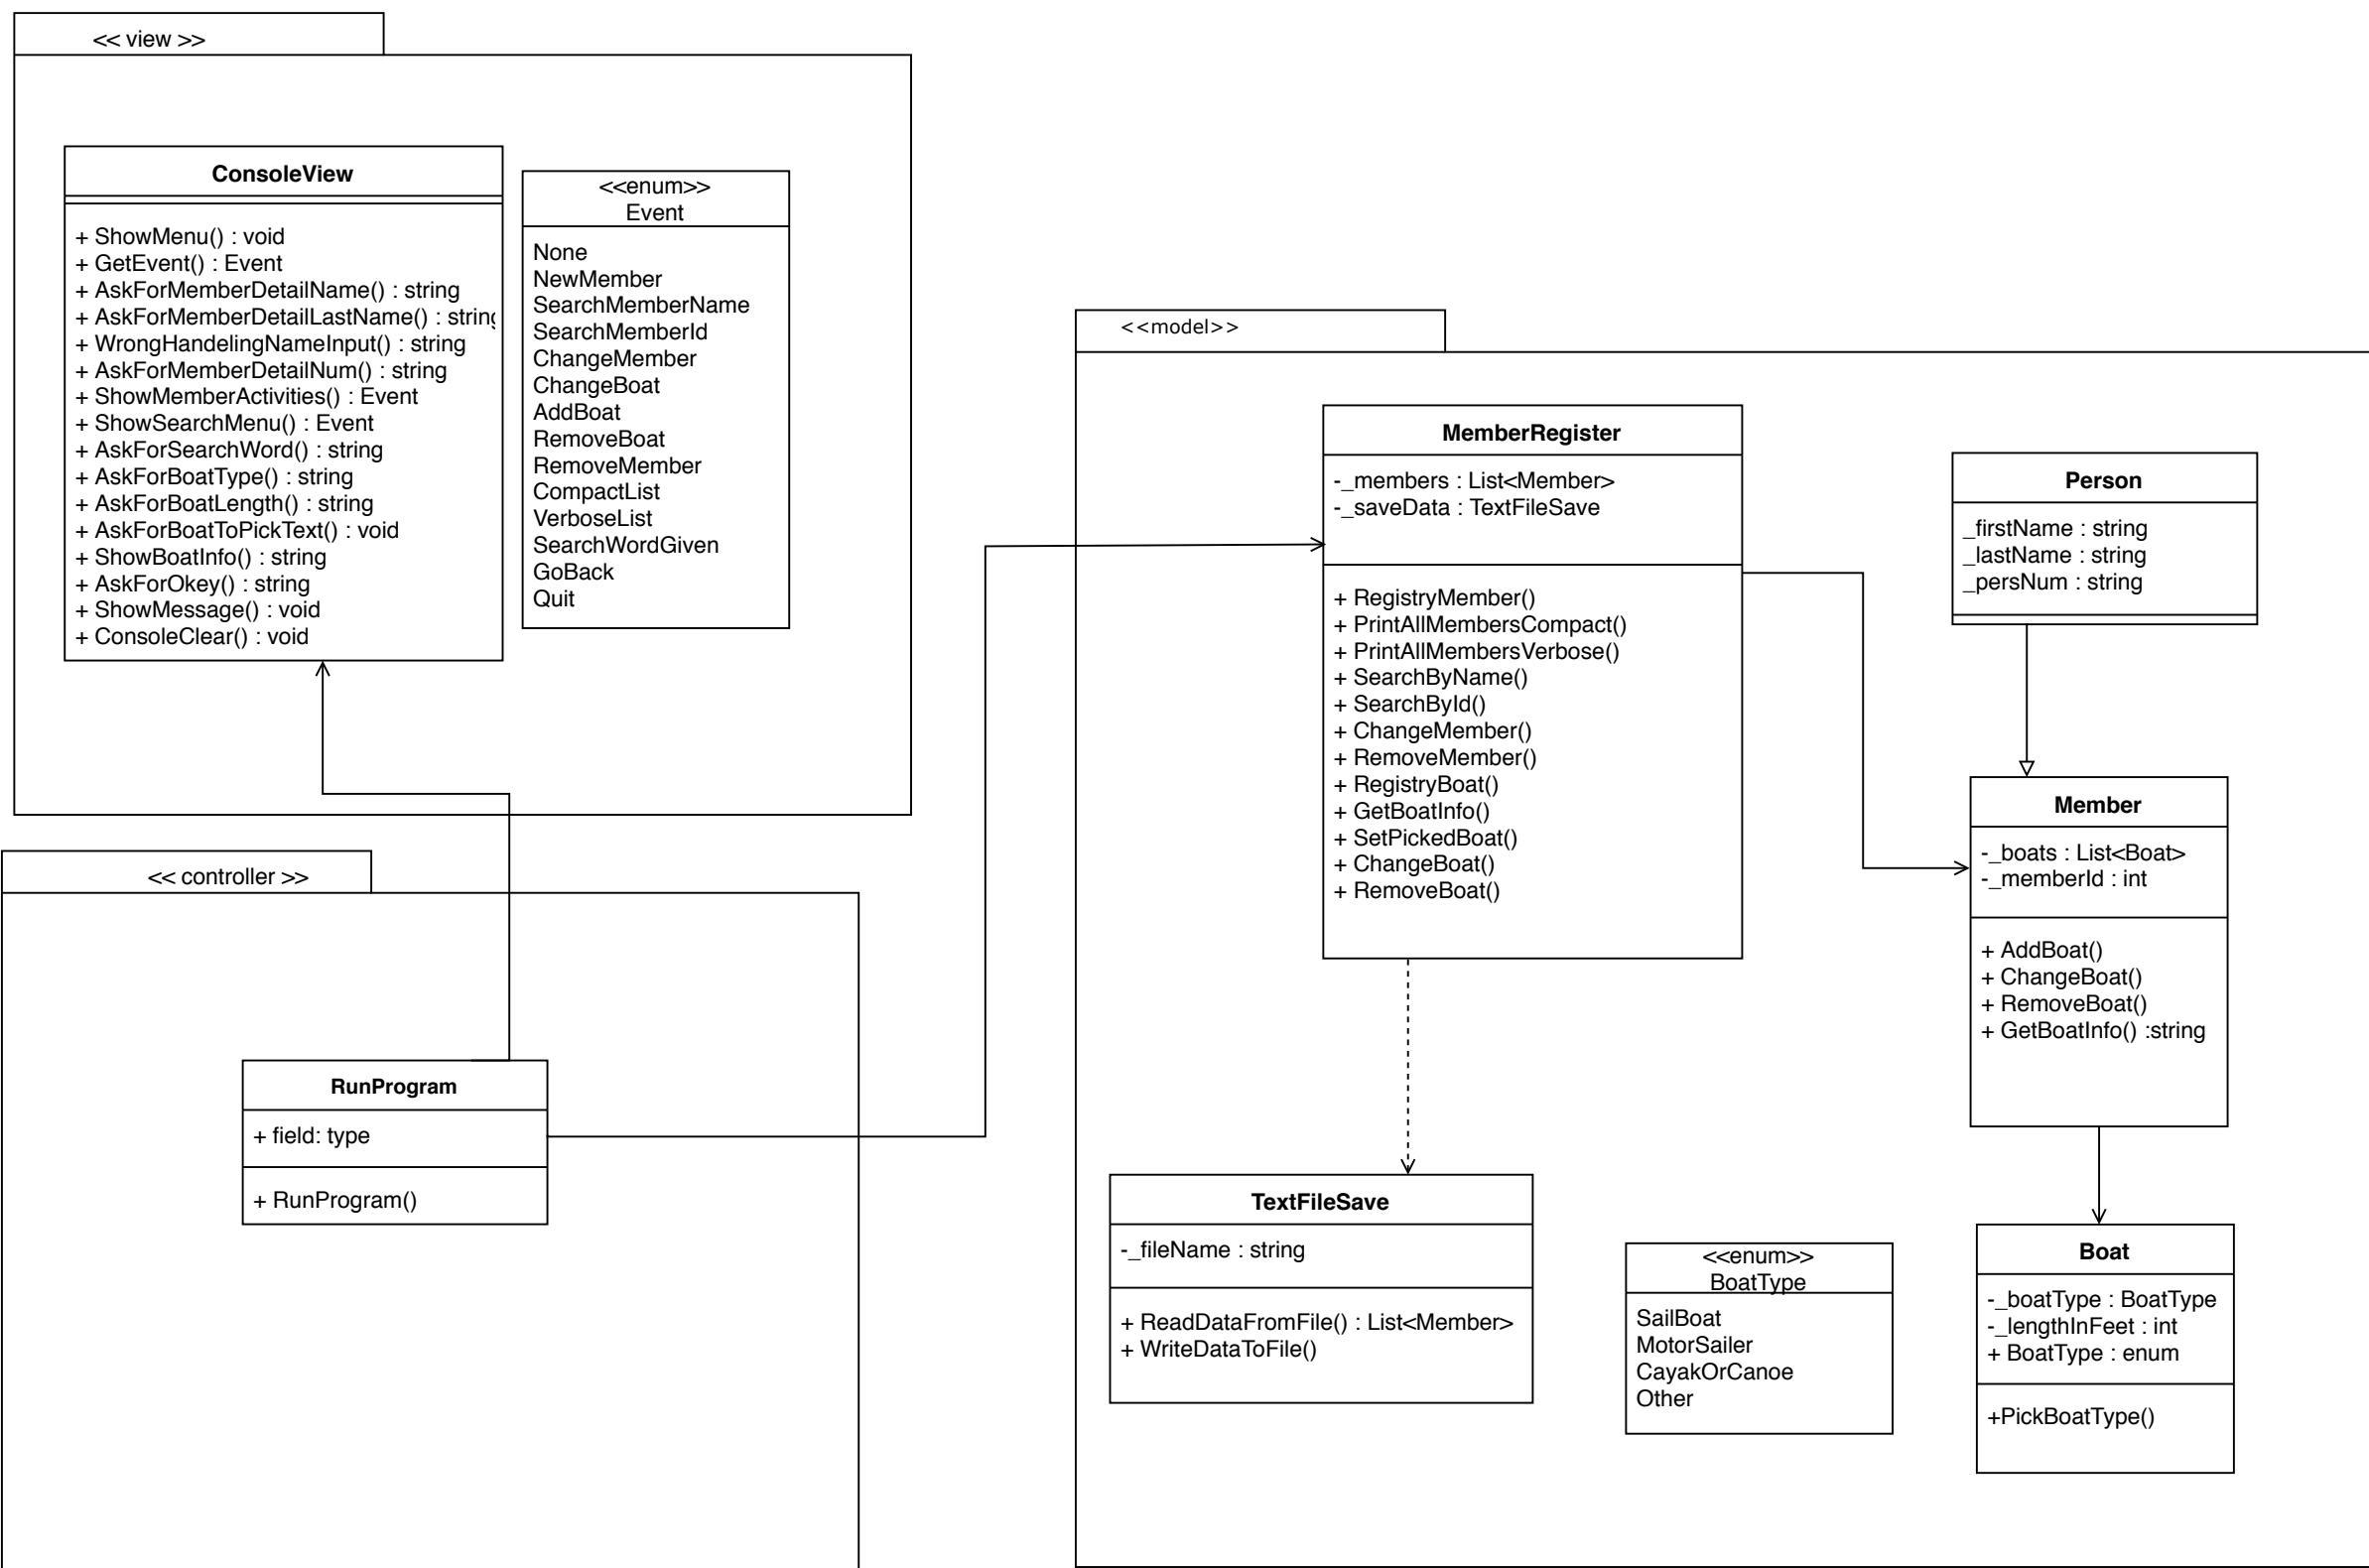 << view >>
ConsoleView
+ ShowMenu() : void
+ GetEvent() : Event
+ AskForMemberDetailName() : string
+ AskForMemberDetailLastName() : string
+ WrongHandelingNameInput() : string
+ AskForMemberDetailNum() : string
+ ShowMemberActivities() : Event
+ ShowSearchMenu() : Event
+ AskForSearchWord() : string
+ AskForBoatType() : string
+ AskForBoatLength() : string
+ AskForBoatToPickText() : void
+ ShowBoatInfo() : string
+ AskForOkey() : string
+ ShowMessage() : void
+ ConsoleClear() : void
<<enum>>
Event
None
NewMember
SearchMemberName
SearchMemberId
ChangeMember
ChangeBoat
AddBoat
RemoveBoat
RemoveMember
CompactList
VerboseList
SearchWordGiven
GoBack
Quit
<< controller >>
RunProgram
+ field: type
+ RunProgram()
<<model>>
MemberRegister
-_members : List<Member>
-_saveData : TextFileSave
+ RegistryMember()
+ PrintAllMembersCompact()
+ PrintAllMembersVerbose()
+ SearchByName()
+ SearchById()
+ ChangeMember()
+ RemoveMember()
+ RegistryBoat()
+ GetBoatInfo()
+ SetPickedBoat()
+ ChangeBoat()
+ RemoveBoat()
Person
_firstName : string
_lastName : string
_persNum : string
Member
-_boats : List<Boat>
-_memberId : int
+ AddBoat()
+ ChangeBoat()
+ RemoveBoat()
+ GetBoatInfo() :string
TextFileSave
-_fileName : string
+ ReadDataFromFile() : List<Member>
+ WriteDataToFile()
<<enum>>
BoatType
SailBoat
MotorSailer
CayakOrCanoe
Other
Boat
-_boatType : BoatType
-_lengthInFeet : int
+ BoatType : enum
+PickBoatType()